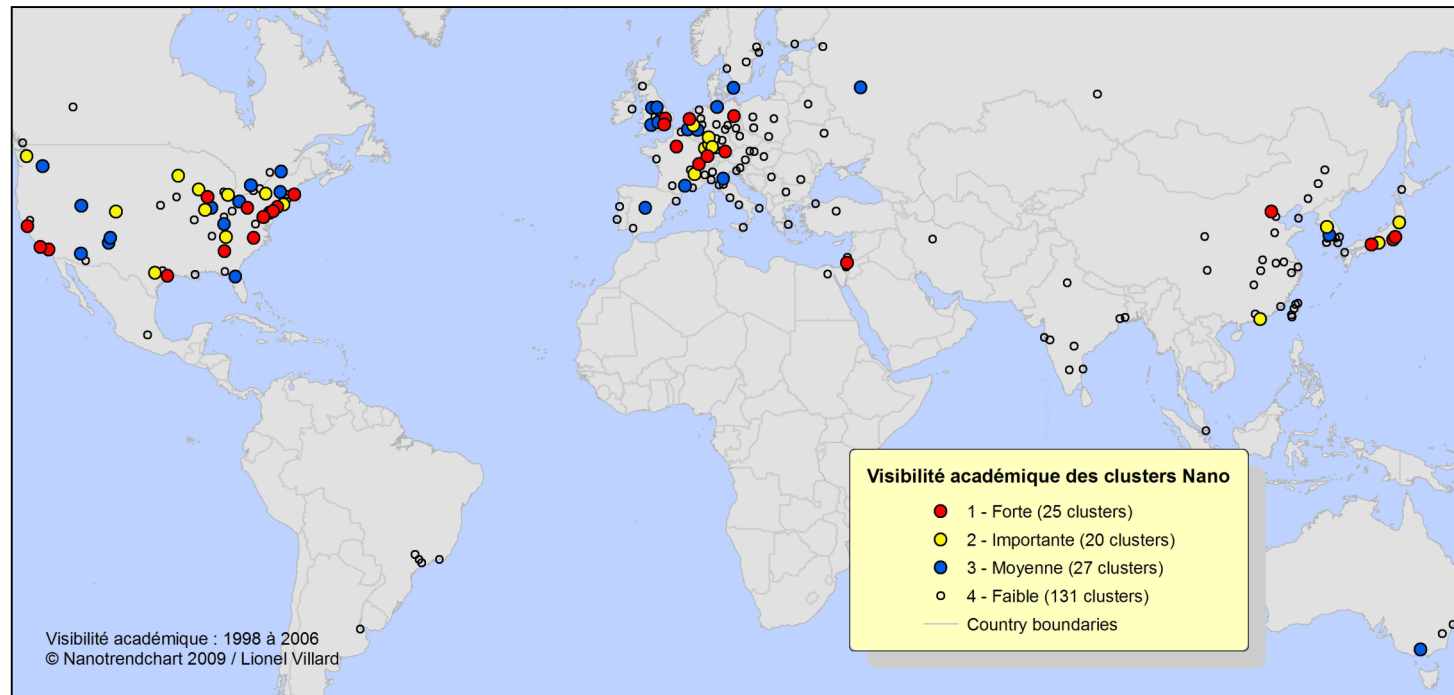 Visibilité académique des clusters Nano
1 - Forte (25 clusters)
2 - Importante (20 clusters)
3 - Moyenne (27 clusters)
4 - Faible (131 clusters)
Country boundaries
Visibilité académique : 1998 à 2006
© Nanotrendchart 2009 / Lionel Villard